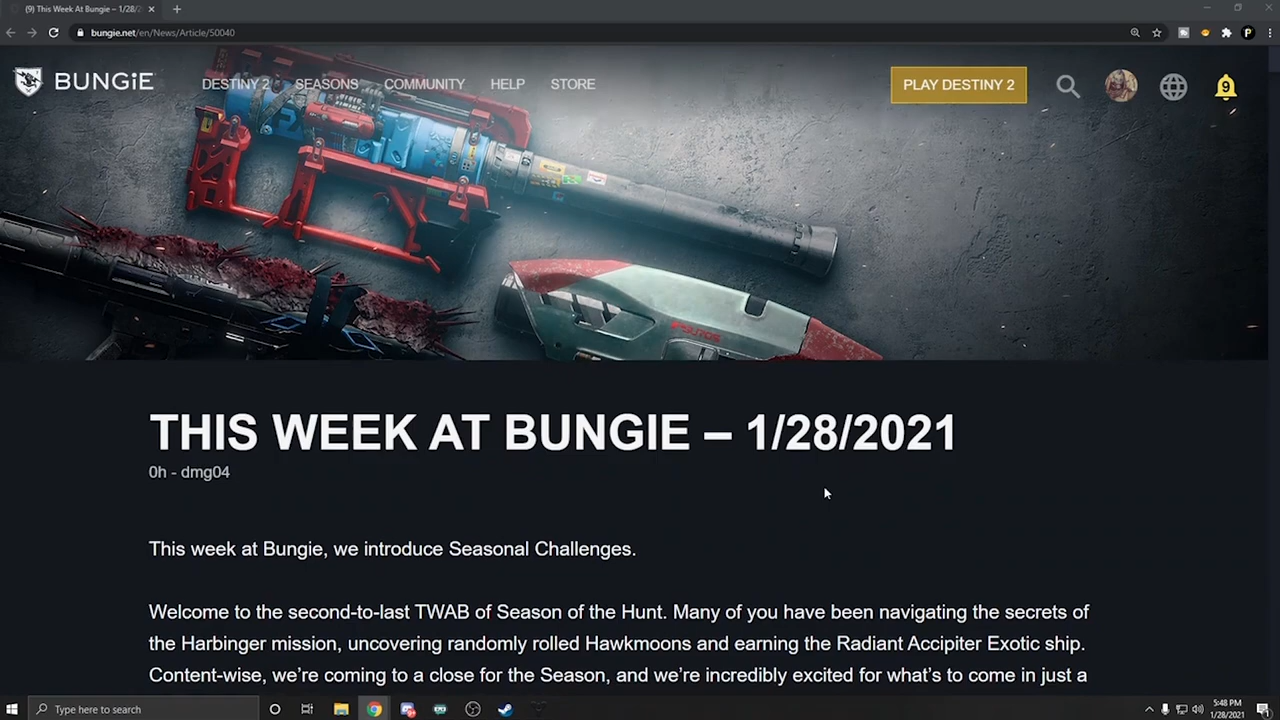 (9) This Week At Bungie – 1/28/2
bungie.net/en/News/Article/50040
P
BUNGiE
DESTINY 2
SEASONS
COMMUNITY
HELP
STORE
PLAY DESTINY 2
9
THIS WEEK AT BUNGIE – 1/28/2021
0h - dmg04
This week at Bungie, we introduce Seasonal Challenges.
Welcome to the second-to-last TWAB of Season of the Hunt. Many of you have been navigating the secrets of
the Harbinger mission, uncovering randomly rolled Hawkmoons and earning the Radiant Accipiter Exotic ship.
Content-wise, we're coming to a close for the Season, and we're incredibly excited for what's to come in just a
Type here to search
5:48 PM
1/28/2021